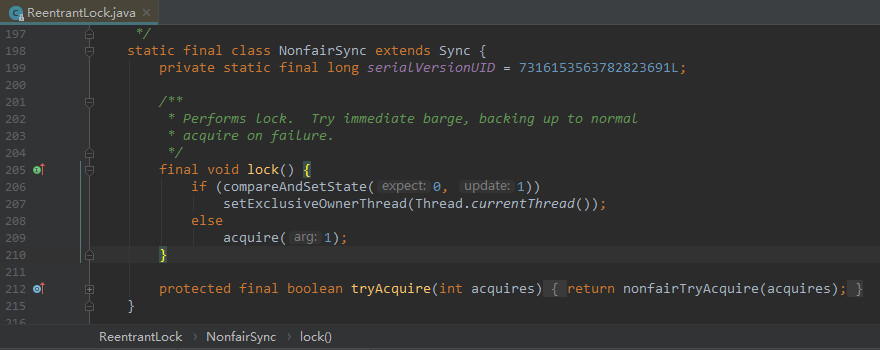 ReentrantLock.java
197 */
198 static final class NonfairSync extends Sync {
199 private static final long serialVersionUID = 7316153563782823691L;
200
201 /**
202 * Performs lock.  Try immediate barge, backing up to normal
203 * acquire on failure.
204 */
205 final void lock() {
206 if (compareAndSetState( expect: 0, update: 1))
207 setExclusiveOwnerThread(Thread.currentThread());
208 else
209 acquire( arg: 1);
210 }
211
212 protected final boolean tryAcquire(int acquires) { return nonfairTryAcquire(acquires); }
215 }
216
ReentrantLock › NonfairSync › lock()